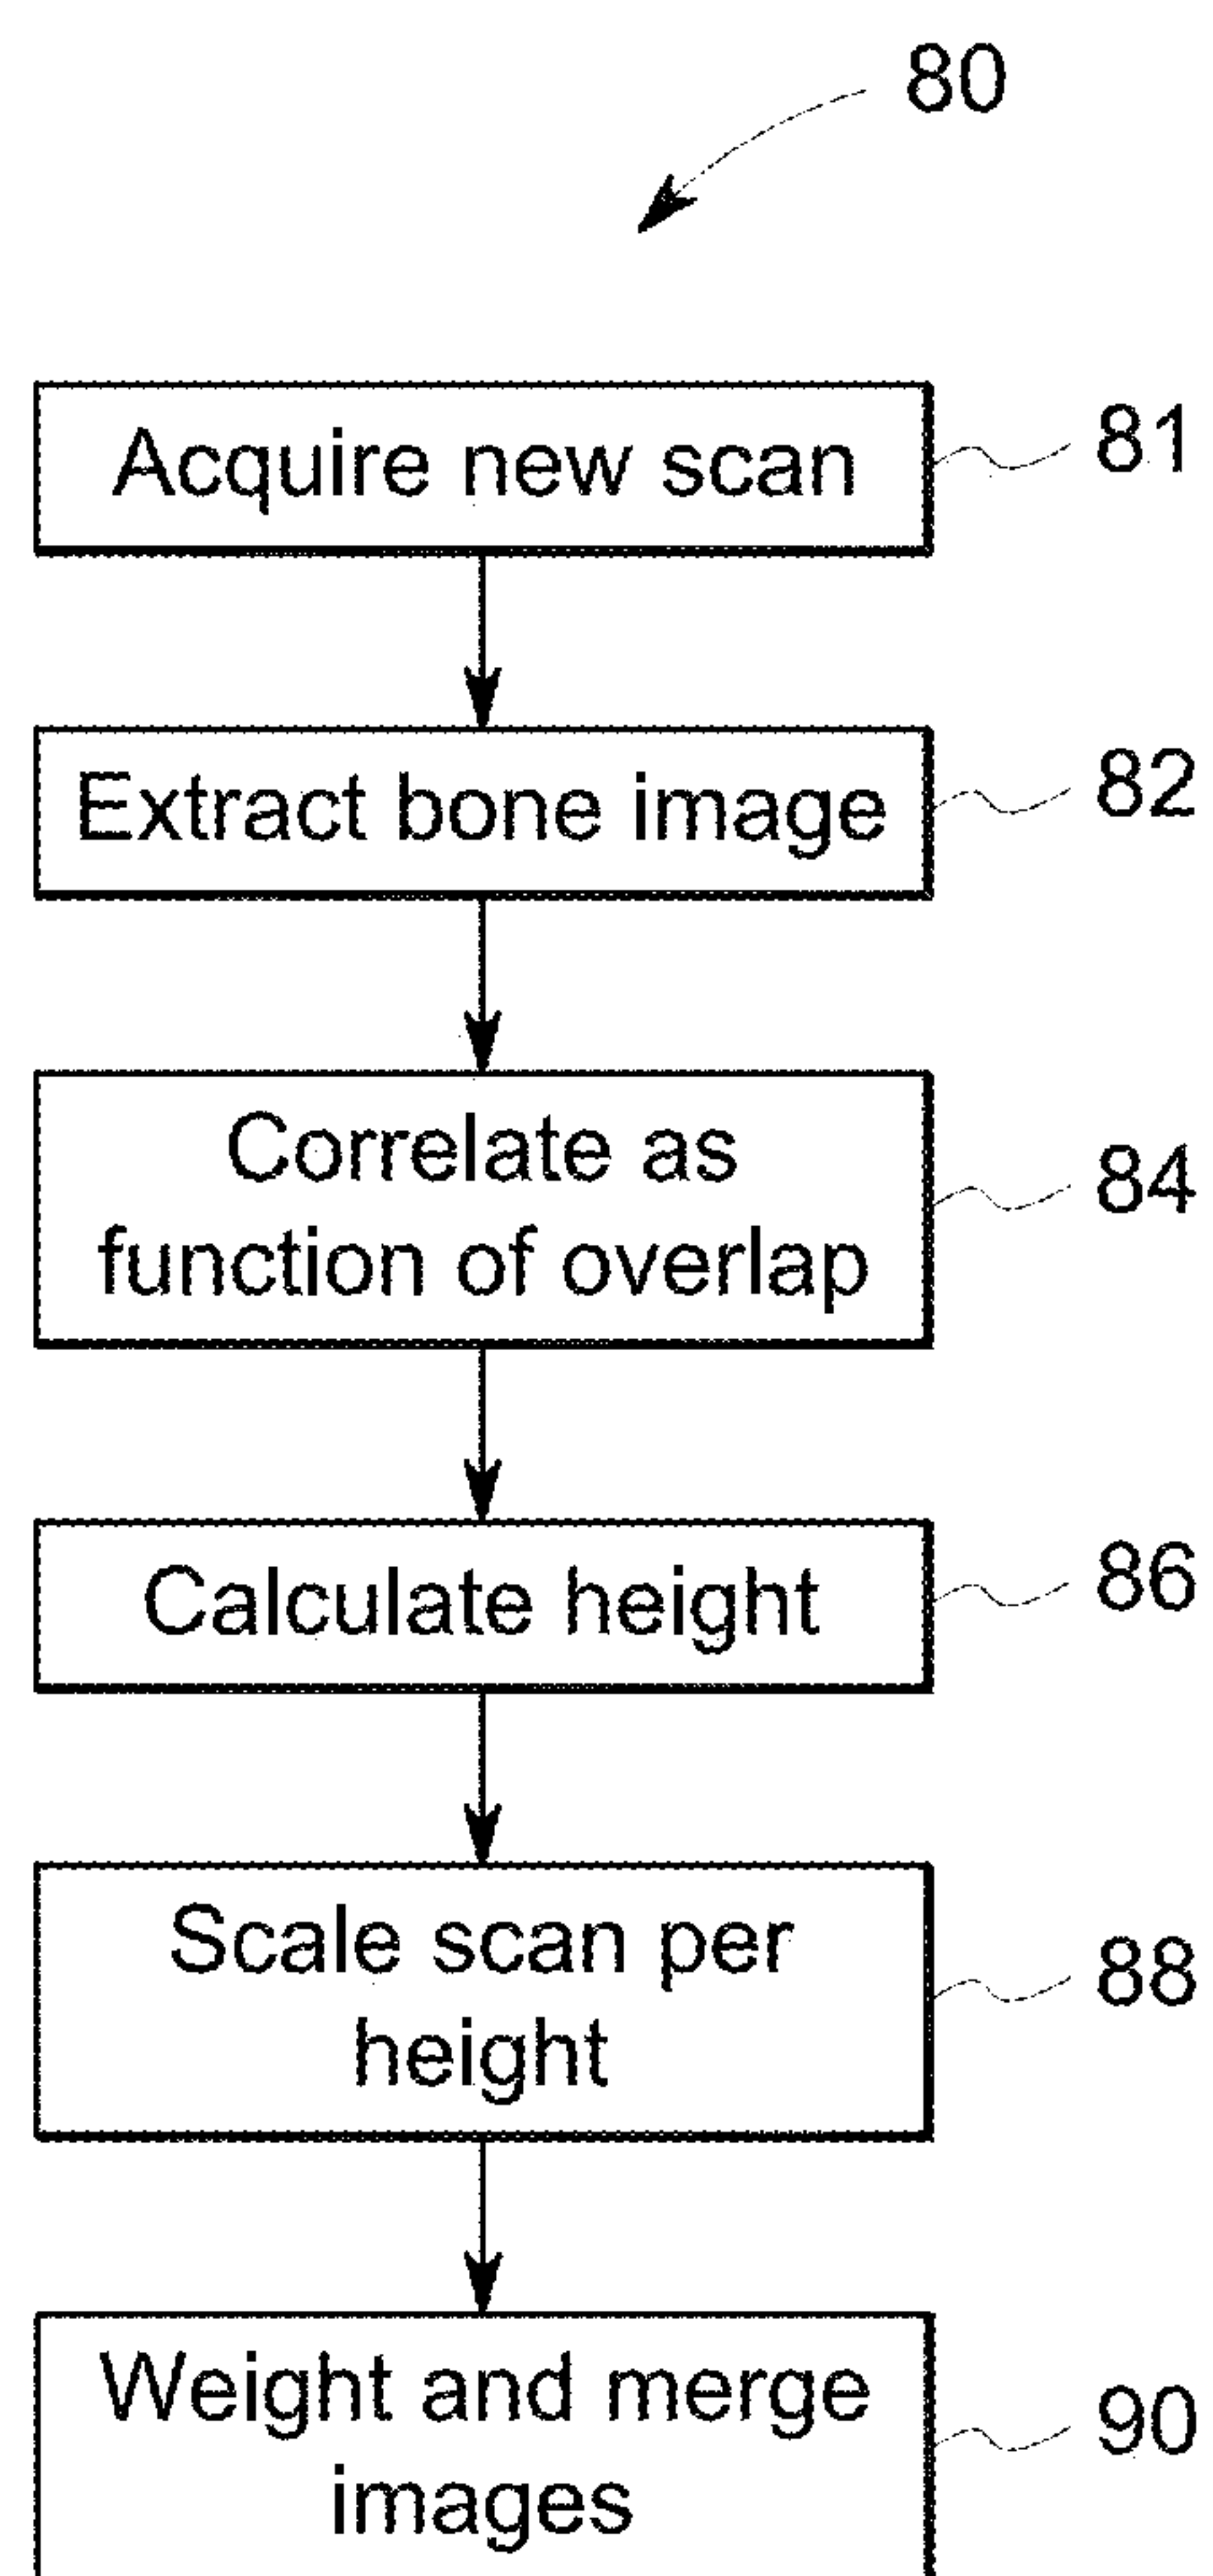 80
Acquire new scan
81
Extract bone image
82
Correlate as
function of overlap
84
Calculate height
86
Scale scan per
height
88
Weight and merge
images
90